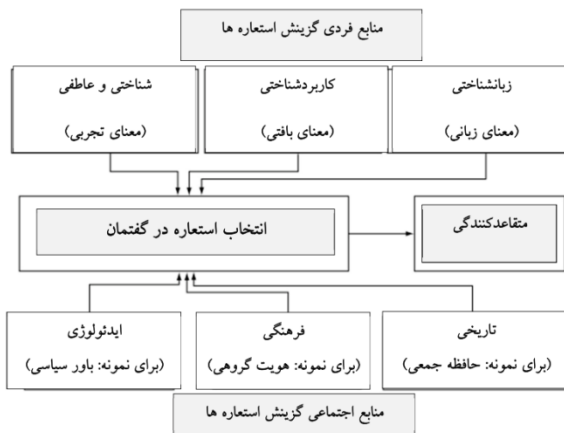 منابع فردی گزینش استعاره ها
زبانشناختی
(معنای زبانی)
کاربردشناختی
(معنای بافتی)
شناختی و عاطفی
(معنای تجربی)
انتخاب استعاره در گفتمان
متقاعدکنندگی
تاریخی
(برای نمونه: حافظه جمعی)
فرهنگی
(برای نمونه: هویت گروهی)
ایدئولوژی
(برای نمونه: باور سیاسی)
منابع اجتماعی گزینش استعاره ها